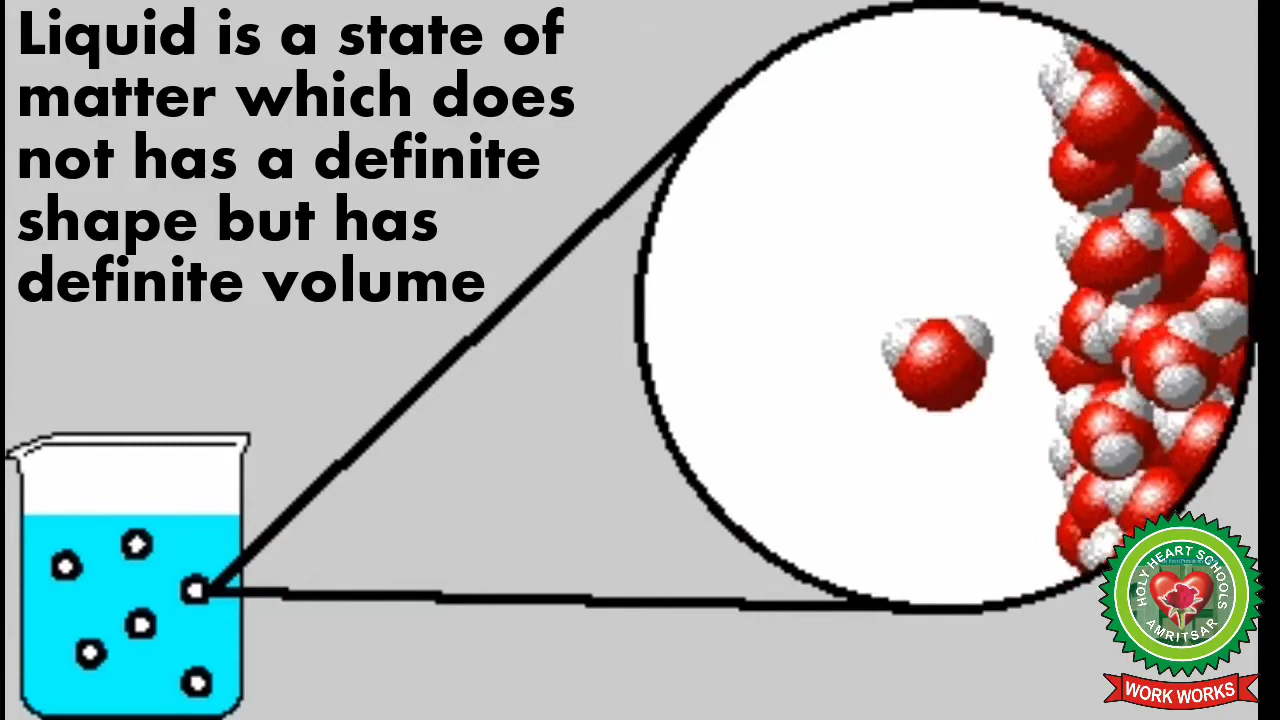 Liquid is a state of
matter which does
not has a definite
shape but has
definite volume
HOLY HEART SCHOOLS
AMRITSAR
WORK WORKS